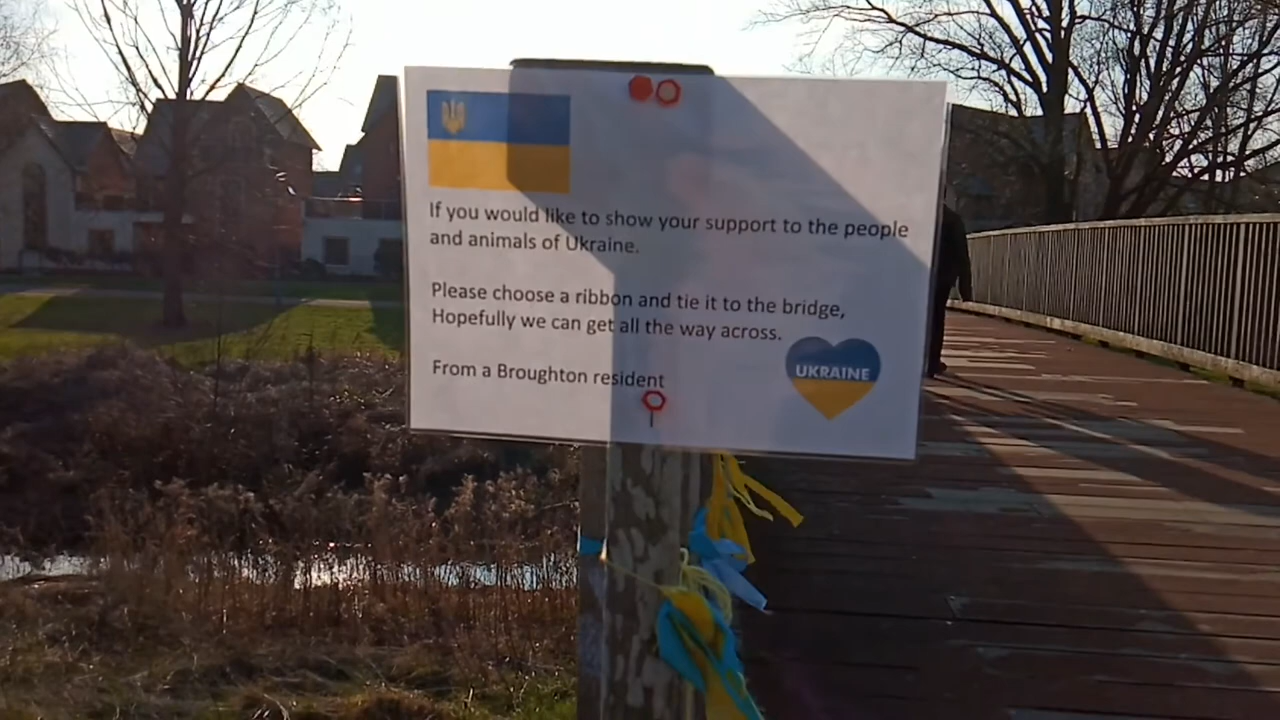 If you would like to show your support to the people
and animals of Ukraine.
Please choose a ribbon and tie it to the bridge,
Hopefully we can get all the way across.
From a Broughton resident
UKRAINE